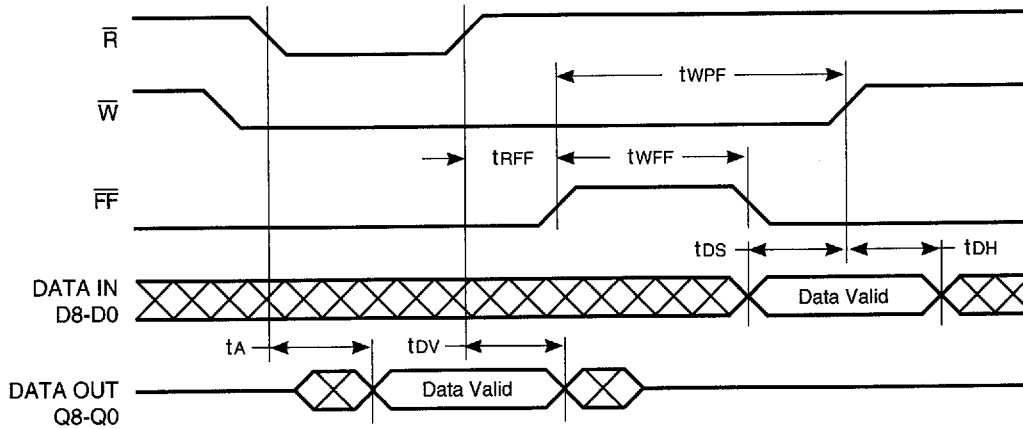 R̅
tWPF
W̅
tRFF
tWFF
F̅F̅
tDS
tDH
DATA IN
D8-D0
Data Valid
tA
tDV
DATA OUT
Q8-Q0
Data Valid